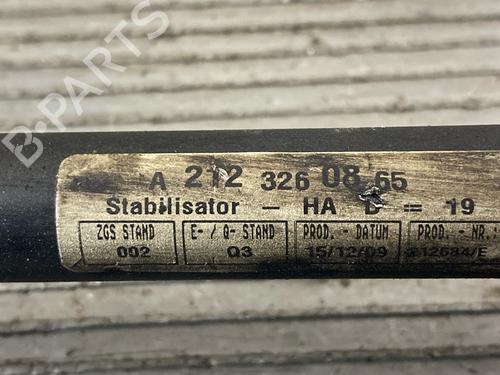 B-PARTS
A 212 326 08 65
Stabilisator - HA D = 19
ZGS STAND E- / Q- STAND PROD. - DATUM PROD. - NR.:
002 Q3 15/12/09 212684/E